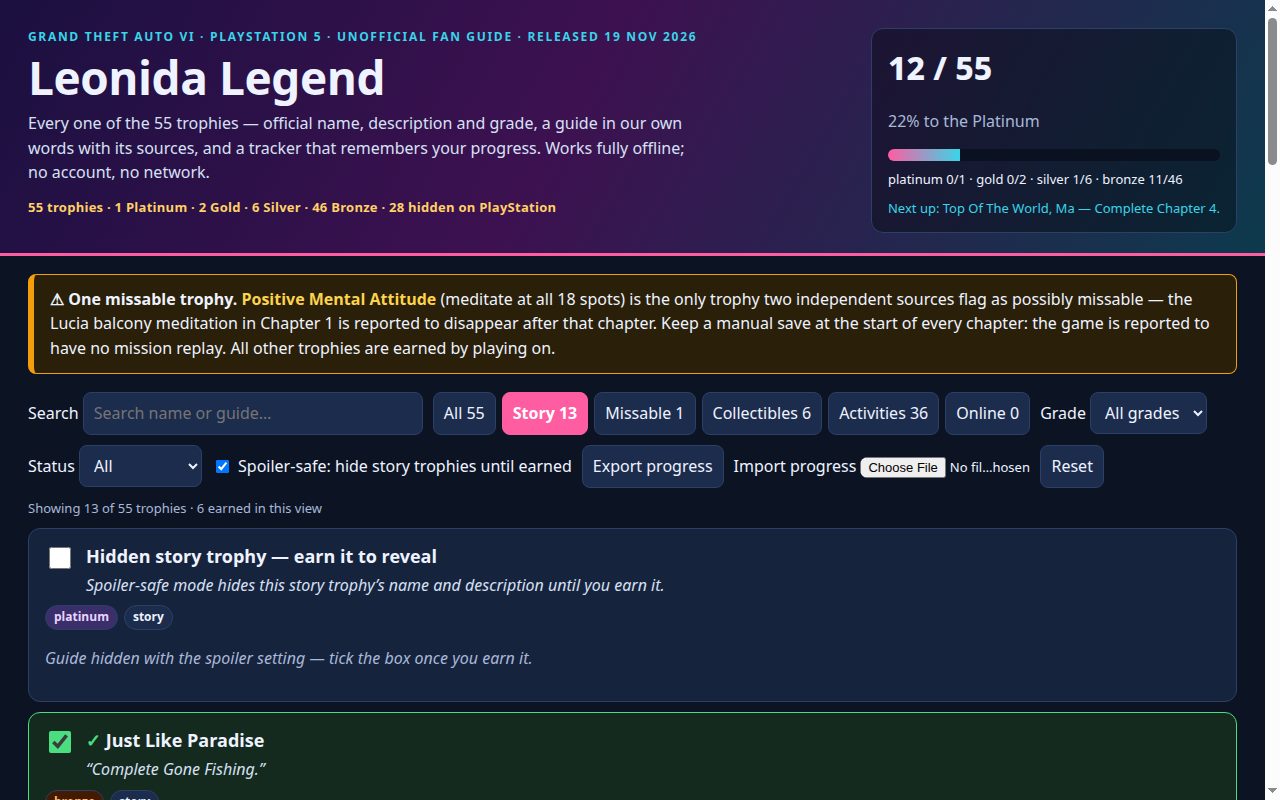 GRAND THEFT AUTO VI · PLAYSTATION 5 · UNOFFICIAL FAN GUIDE · RELEASED 19 NOV 2026
Leonida Legend
Every one of the 55 trophies — official name, description and grade, a guide in our own
words with its sources, and a tracker that remembers your progress. Works fully offline;
no account, no network.
55 trophies · 1 Platinum · 2 Gold · 6 Silver · 46 Bronze · 28 hidden on PlayStation
12 / 55
22% to the Platinum
platinum 0/1 · gold 0/2 · silver 1/6 · bronze 11/46
Next up: Top Of The World, Ma — Complete Chapter 4.
⚠ One missable trophy. Positive Mental Attitude (meditate at all 18 spots) is the only trophy two independent sources flag as possibly missable — the
Lucia balcony meditation in Chapter 1 is reported to disappear after that chapter. Keep a manual save at the start of every chapter: the game is reported to
have no mission replay. All other trophies are earned by playing on.
Search Search name or guide... All 55 Story 13 Missable 1 Collectibles 6 Activities 36 Online 0 Grade All grades
Status All Spoiler-safe: hide story trophies until earned Export progress Import progress Choose File No fil...hosen Reset
Showing 13 of 55 trophies · 6 earned in this view
Hidden story trophy — earn it to reveal
Spoiler-safe mode hides this story trophy’s name and description until you earn it.
platinum story
Guide hidden with the spoiler setting — tick the box once you earn it.
✓ Just Like Paradise
“Complete Gone Fishing.”
bronze story